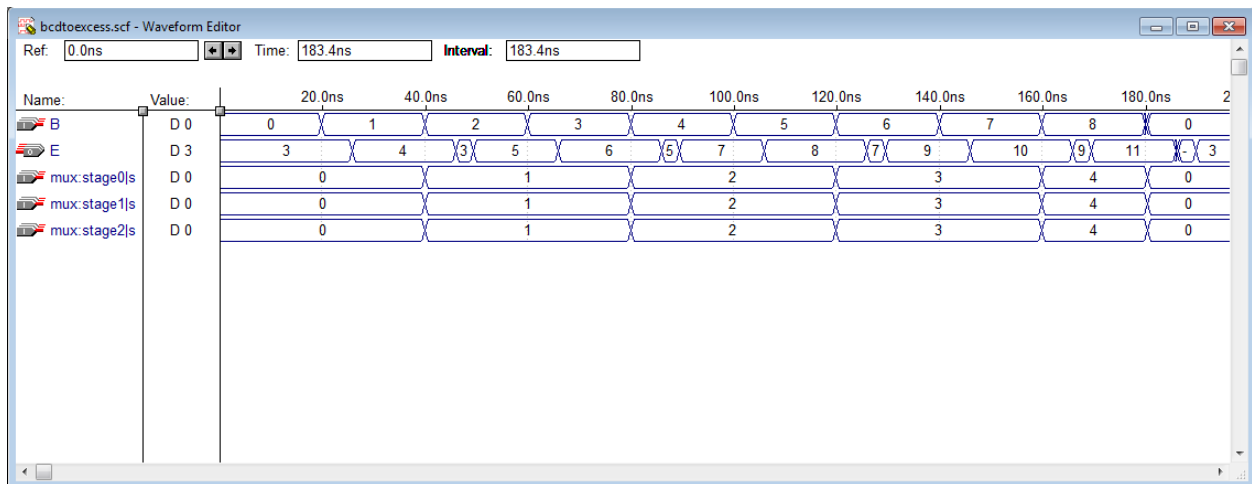 bcdtoexcess.scf - Waveform Editor
Ref: 0.0ns Time: 183.4ns Interval: 183.4ns
Name: Value: 20.0ns 40.0ns 60.0ns 80.0ns 100.0ns 120.0ns 140.0ns 160.0ns 180.0ns 2
B D 0 0 1 2 3 4 5 6 7 8 0
E D 3 3 4 3 5 6 5 7 8 7 9 10 9 11 - 3
mux:stage0|s D 0 0 1 2 3 4 0
mux:stage1|s D 0 0 1 2 3 4 0
mux:stage2|s D 0 0 1 2 3 4 0